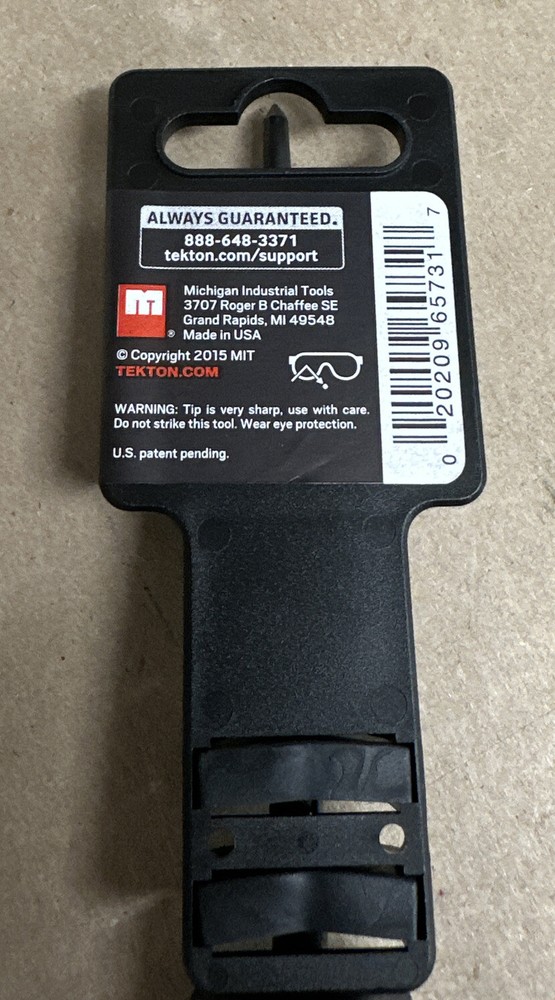 ALWAYS GUARANTEED.
888-648-3371
tekton.com/support
MIT
®
Michigan Industrial Tools
3707 Roger B Chaffee SE
Grand Rapids, MI 49548
Made in USA
© Copyright 2015 MIT
TEKTON.COM
WARNING: Tip is very sharp, use with care.
Do not strike this tool. Wear eye protection.
U.S. patent pending.
0 20209 65731 7